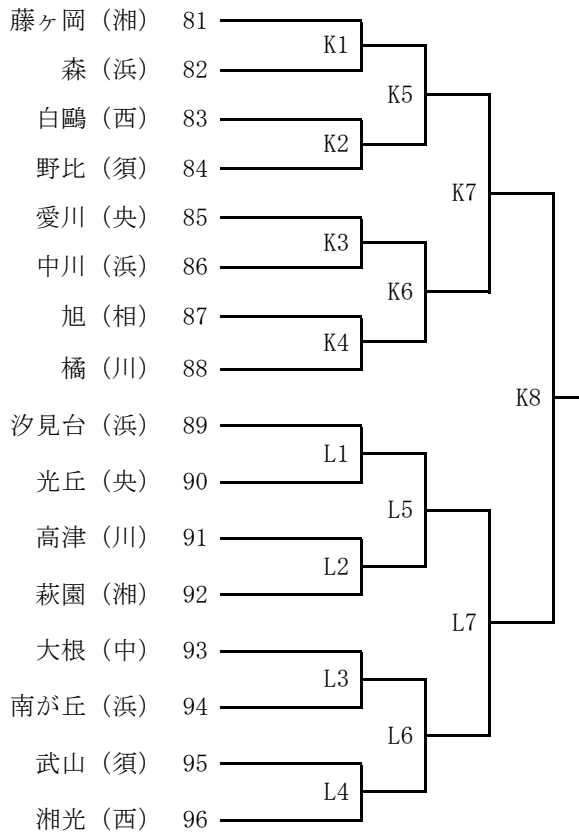 藤ヶ岡（湘） 81
K1
森（浜） 82
K5
白鷗（西） 83
K2
野比（須） 84
K7
愛川（央） 85
K3
中川（浜） 86
K6
旭（相） 87
K4
橘（川） 88
K8
汐見台（浜） 89
L1
光丘（央） 90
L5
高津（川） 91
L2
萩園（湘） 92
L7
大根（中） 93
L3
南が丘（浜） 94
L6
武山（須） 95
L4
湘光（西） 96